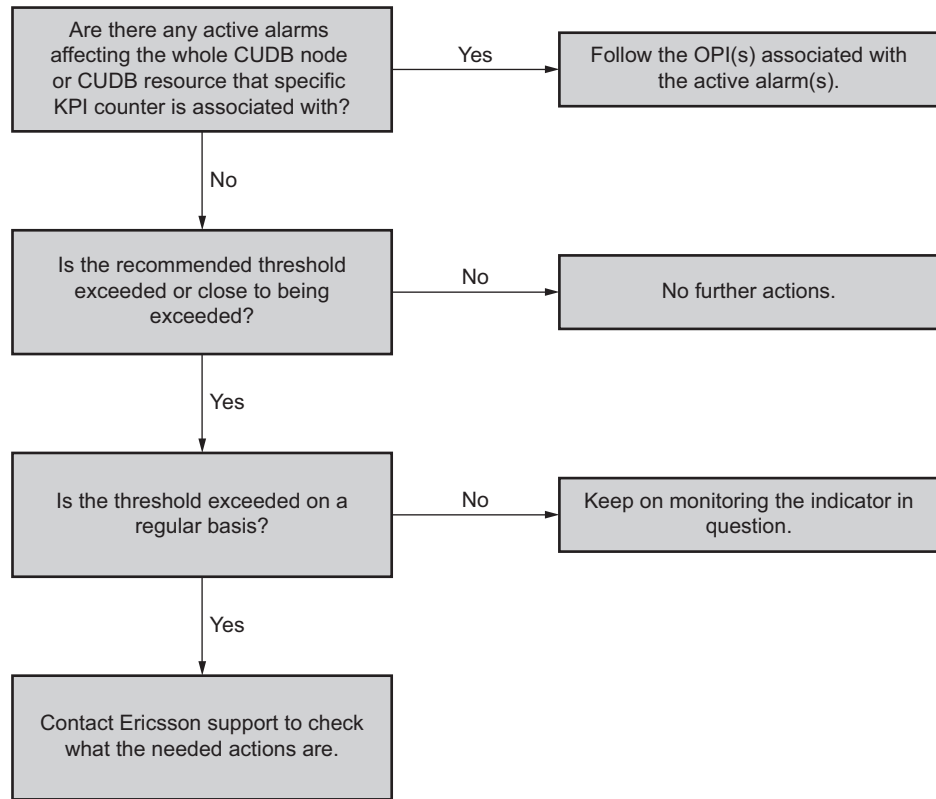 Are there any active alarms
affecting the whole CUDB node
or CUDB resource that specific
KPI counter is associated with?
Yes
Follow the OPI(s) associated with
the active alarm(s).
No
Is the recommended threshold
exceeded or close to being
exceeded?
No
No further actions.
Yes
Is the threshold exceeded on a
regular basis?
No
Keep on monitoring the indicator in
question.
Yes
Contact Ericsson support to check
what the needed actions are.